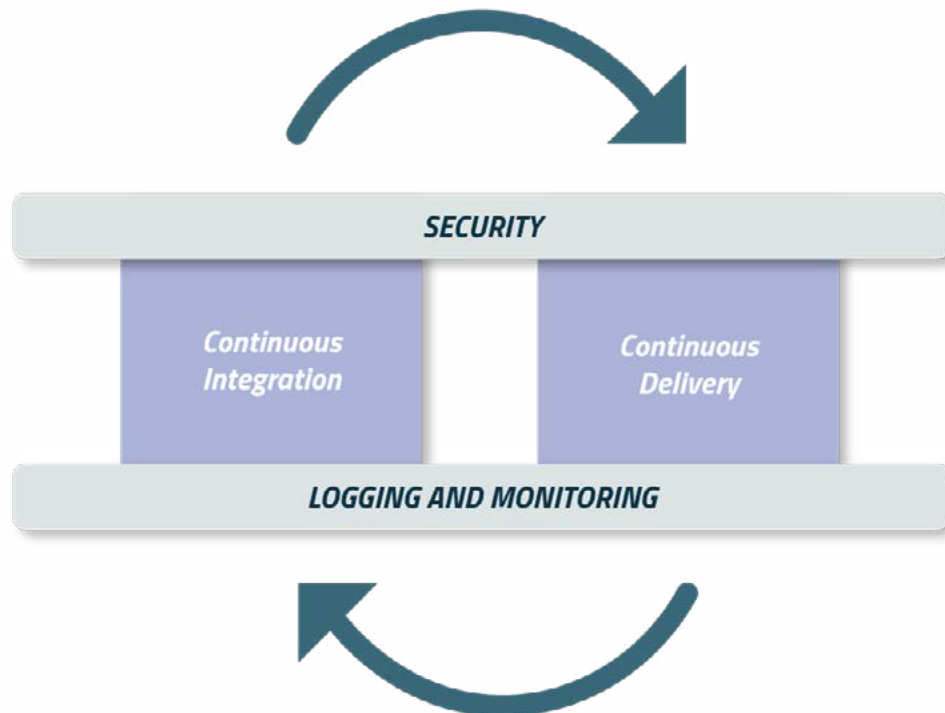 SECURITY
Continuous
Integration
Continuous
Delivery
LOGGING AND MONITORING